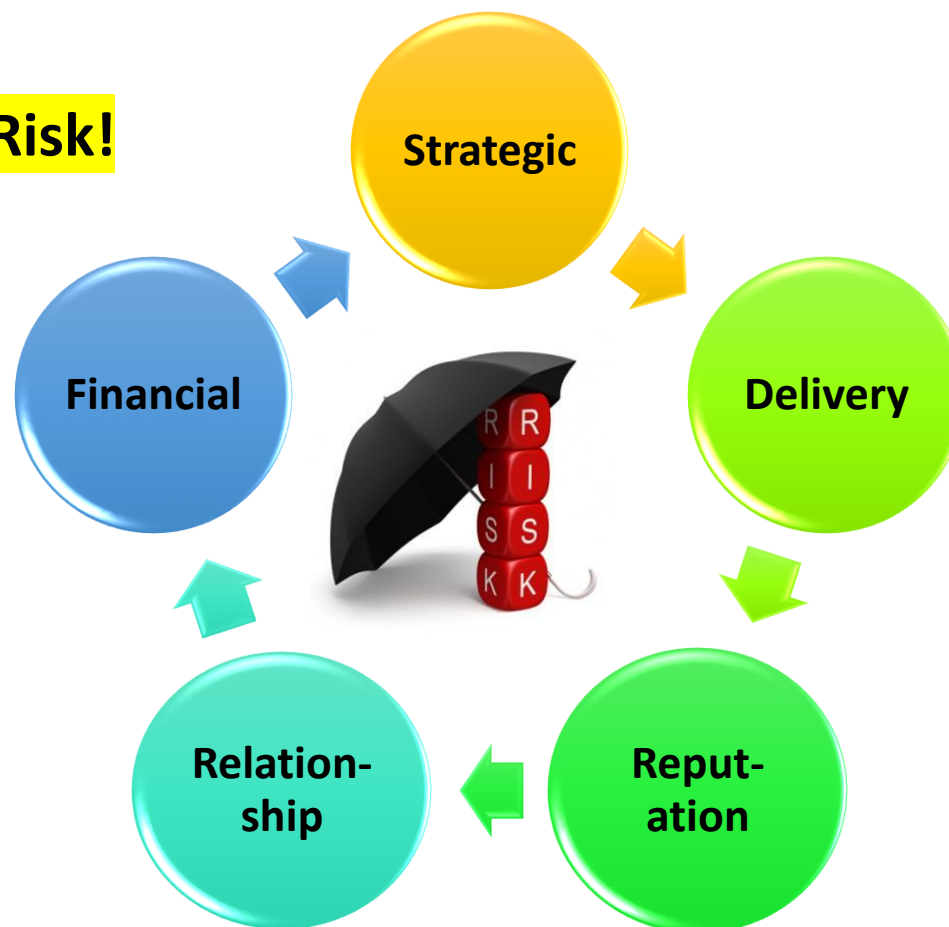 Risk!
Strategic
Financial
Delivery
R R
I I
S S
K K
Relation-
ship
Reput-
ation